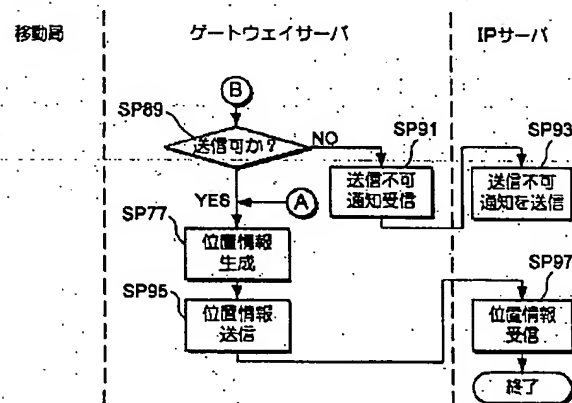 移動局
ゲートウェイサーバ
IPサーバ
B
SP89
送信可か？
NO
SP91
送信不可
通知受信
SP93
送信不可
通知を送信
YES
A
SP77
位置情報
生成
SP95
位置情報
送信
SP97
位置情報
受信
終了